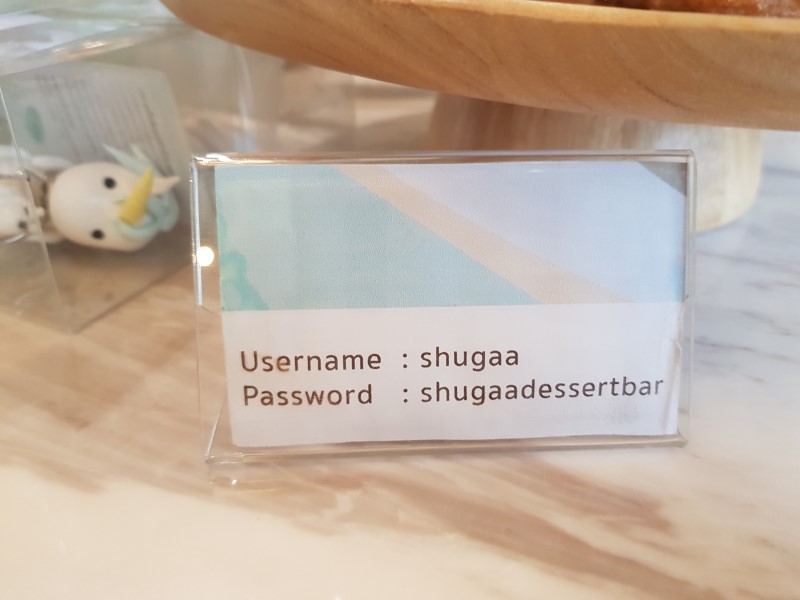 Username : shugaa
Password : shugaadessertbar